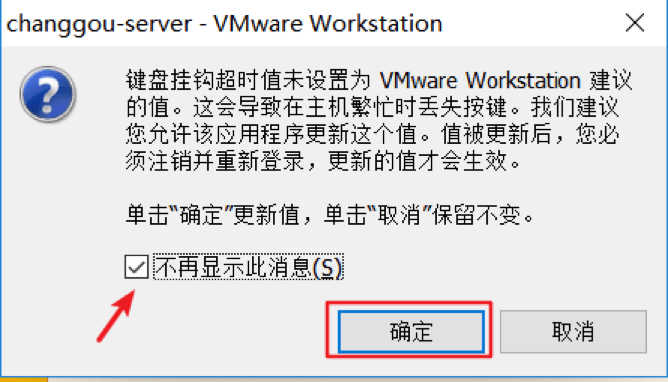 changgou-server - VMware Workstation
键盘挂钩超时值未设置为 VMware Workstation 建议
的值。这会导致在主机繁忙时丢失按键。我们建议
您允许该应用程序更新这个值。值被更新后，您必
须注销并重新登录，更新的值才会生效。
单击“确定”更新值，单击“取消”保留不变。
不再显示此消息(S)
确定
取消